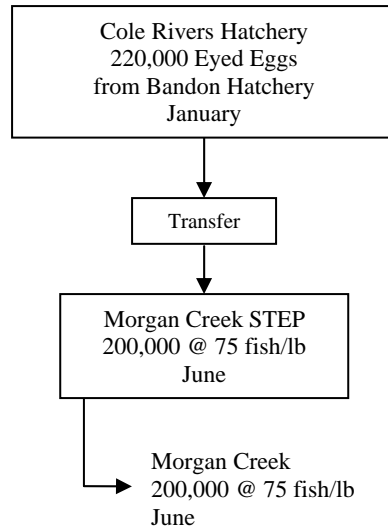 Cole Rivers Hatchery
220,000 Eyed Eggs
from Bandon Hatchery
January
Transfer
Morgan Creek STEP
200,000 @ 75 fish/lb
June
Morgan Creek
200,000 @ 75 fish/lb
June